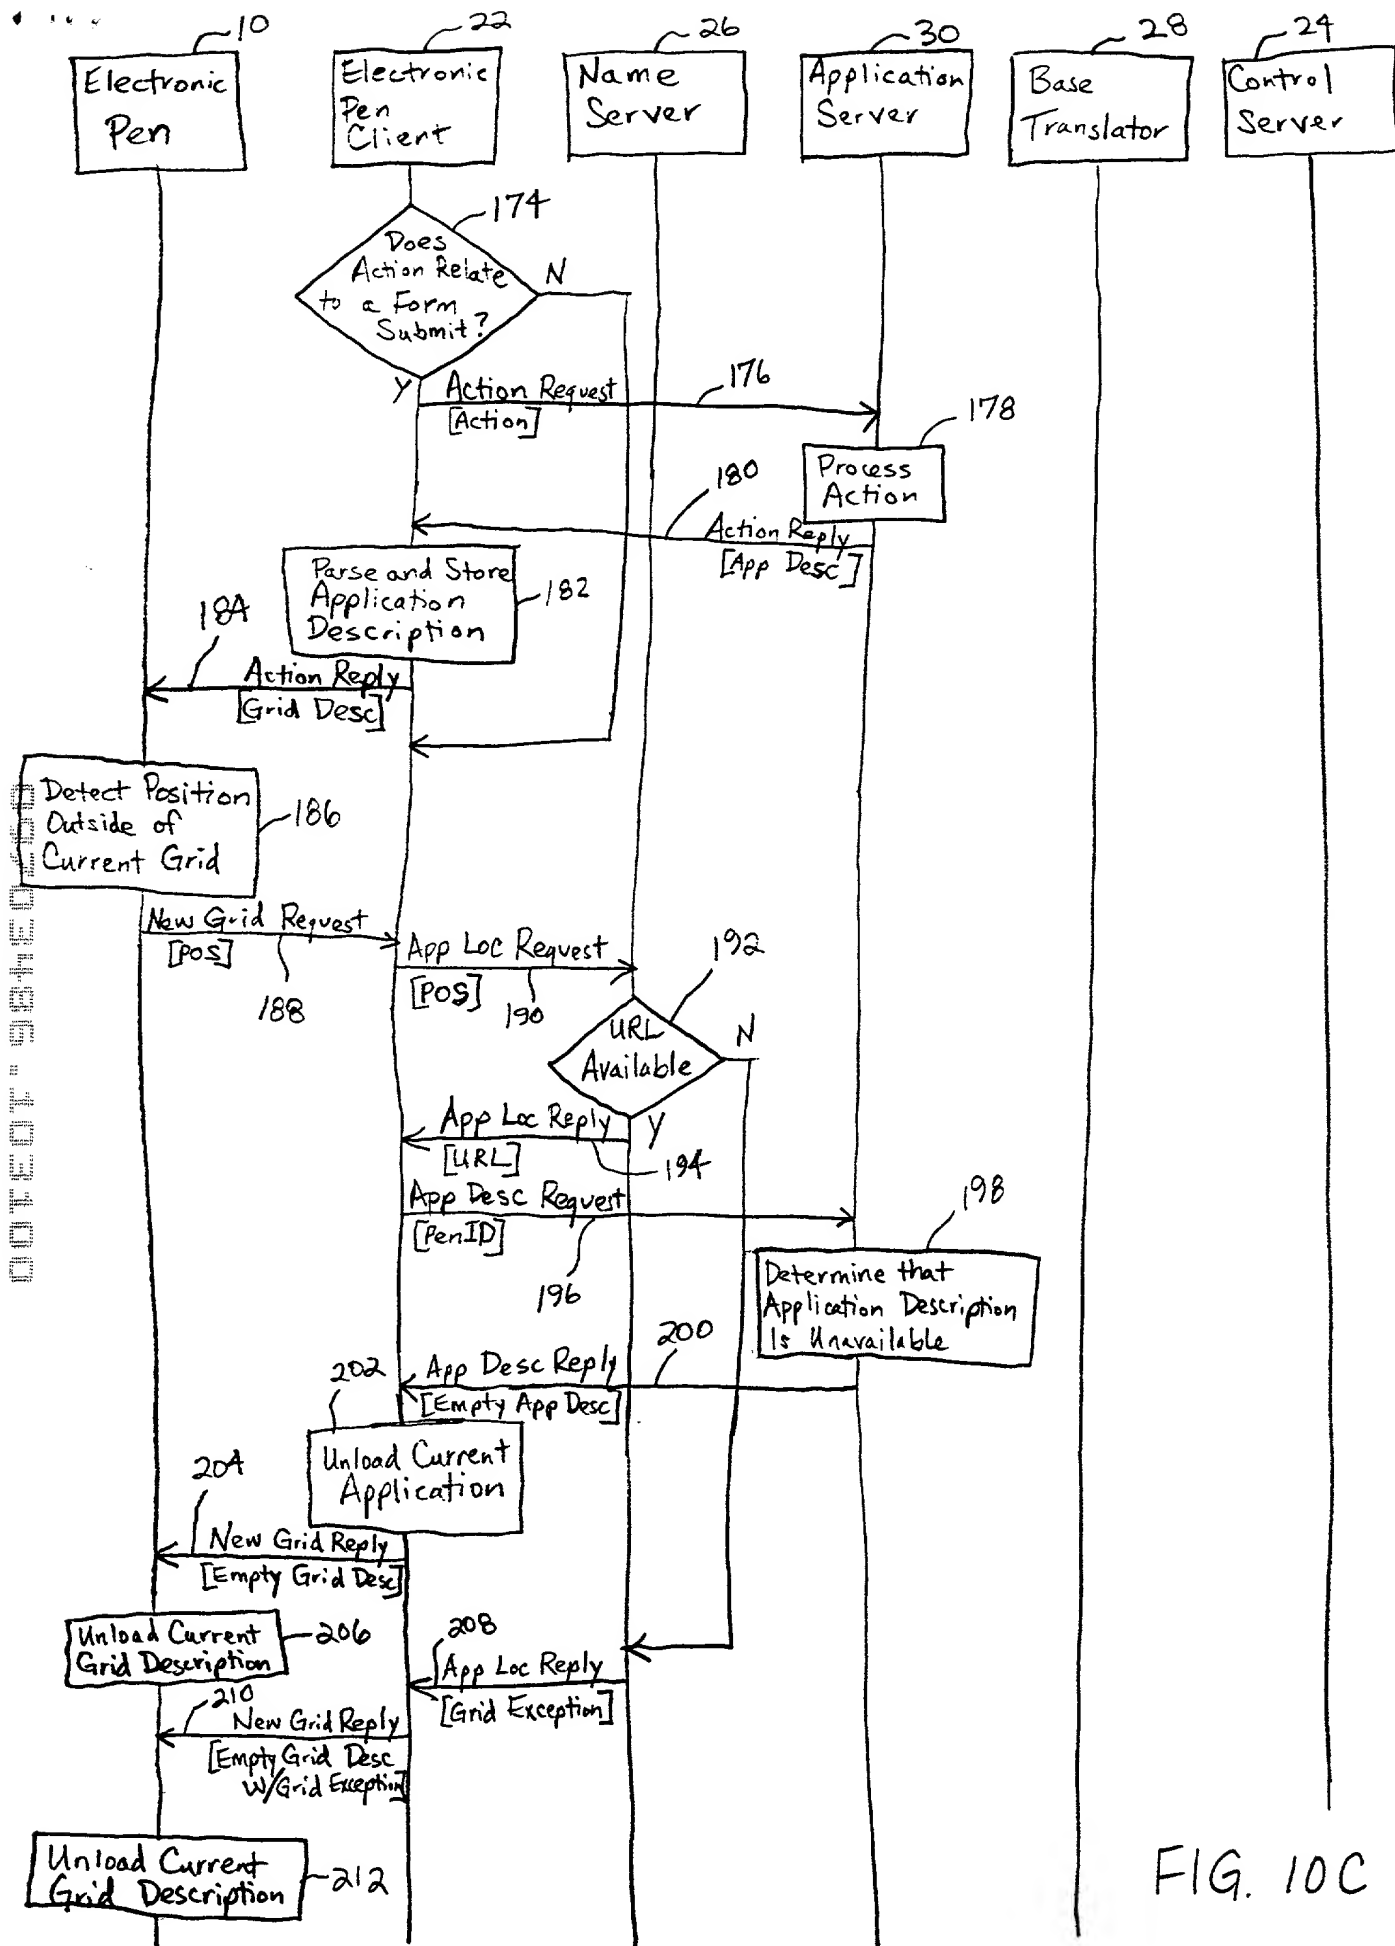 10
22
26
30
28
24
Electronic
Pen
Electronic
Pen
Client
Name
Server
Application
Server
Base
Translator
Control
Server
174
Does
Action Relate
to a Form
Submit?
N
Y
Action Request
[Action]
176
178
Process
Action
180
Action Reply
[App Desc]
Parse and Store
Application
Description
182
184
Action Reply
[Grid Desc]
Detect Position
Outside of
Current Grid
186
New Grid Request
[POS]
188
App Loc Request
[POS]
190
192
URL
Available
N
Y
App Loc Reply
[URL]
194
App Desc Request
[PenID]
196
198
Determine that
Application Description
Is Unavailable
200
App Desc Reply
[Empty App Desc]
202
Unload Current
Application
204
New Grid Reply
[Empty Grid Desc]
Unload Current
Grid Description
206
208
App Loc Reply
[Grid Exception]
210
New Grid Reply
[Empty Grid Desc
W/Grid Exception]
Unload Current
Grid Description
212
FIG. 10C